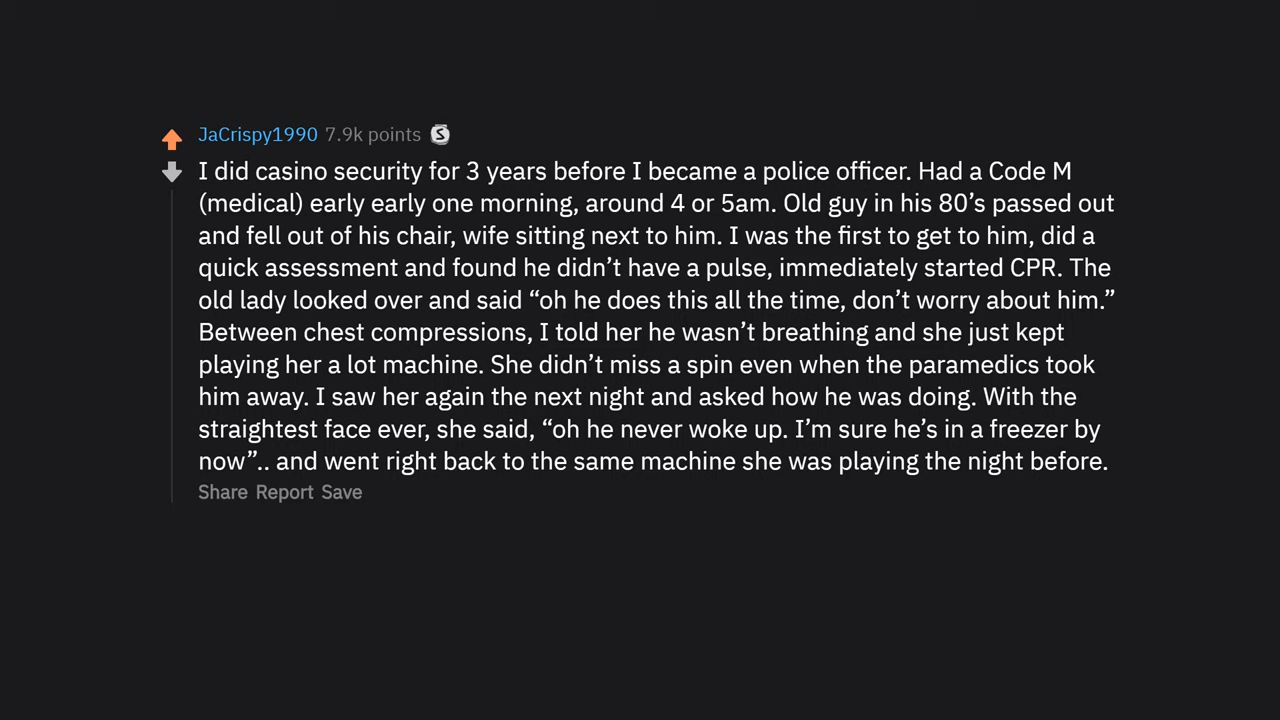 JaCrispy1990 7.9k points S
I did casino security for 3 years before I became a police officer. Had a Code M
(medical) early early one morning, around 4 or 5am. Old guy in his 80’s passed out
and fell out of his chair, wife sitting next to him. I was the first to get to him, did a
quick assessment and found he didn’t have a pulse, immediately started CPR. The
old lady looked over and said “oh he does this all the time, don’t worry about him.”
Between chest compressions, I told her he wasn’t breathing and she just kept
playing her a lot machine. She didn’t miss a spin even when the paramedics took
him away. I saw her again the next night and asked how he was doing. With the
straightest face ever, she said, “oh he never woke up. I’m sure he’s in a freezer by
now”.. and went right back to the same machine she was playing the night before.
Share Report Save